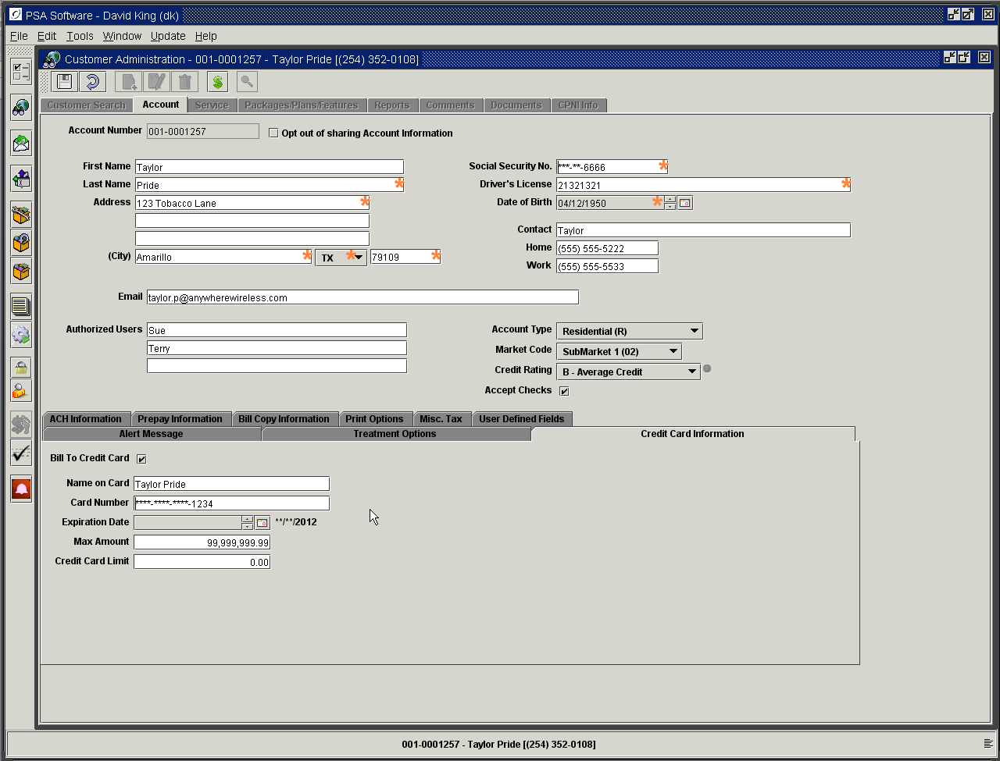 PSA Software - David King (dk)
File Edit Tools Window Update Help
Customer Administration - 001-0001257 - Taylor Pride [(254) 352-0108]
Customer Search Account Service Packages/Plans/Features Reports Comments Documents CPNI Info
Account Number 001-0001257 Opt out of sharing Account Information
First Name Taylor Social Security No. ***-**-6666
Last Name Pride Driver's License 21321321
Address 123 Tobacco Lane Date of Birth 04/12/1950
Contact Taylor
Home (555) 555-5222
(City) Amarillo TX 79109
Work (555) 555-5533
Email taylor.p@anywherewireless.com
Authorized Users Sue Account Type Residential (R)
Terry Market Code SubMarket 1 (02)
Credit Rating B - Average Credit
Accept Checks
ACH Information Prepay Information Bill Copy Information Print Options Misc. Tax User Defined Fields
Alert Message Treatment Options Credit Card Information
Bill To Credit Card
Name on Card Taylor Pride
Card Number ****-****-****-1234
Expiration Date **/**/2012
Max Amount 99,999,999.99
Credit Card Limit 0.00
001-0001257 - Taylor Pride [(254) 352-0108]